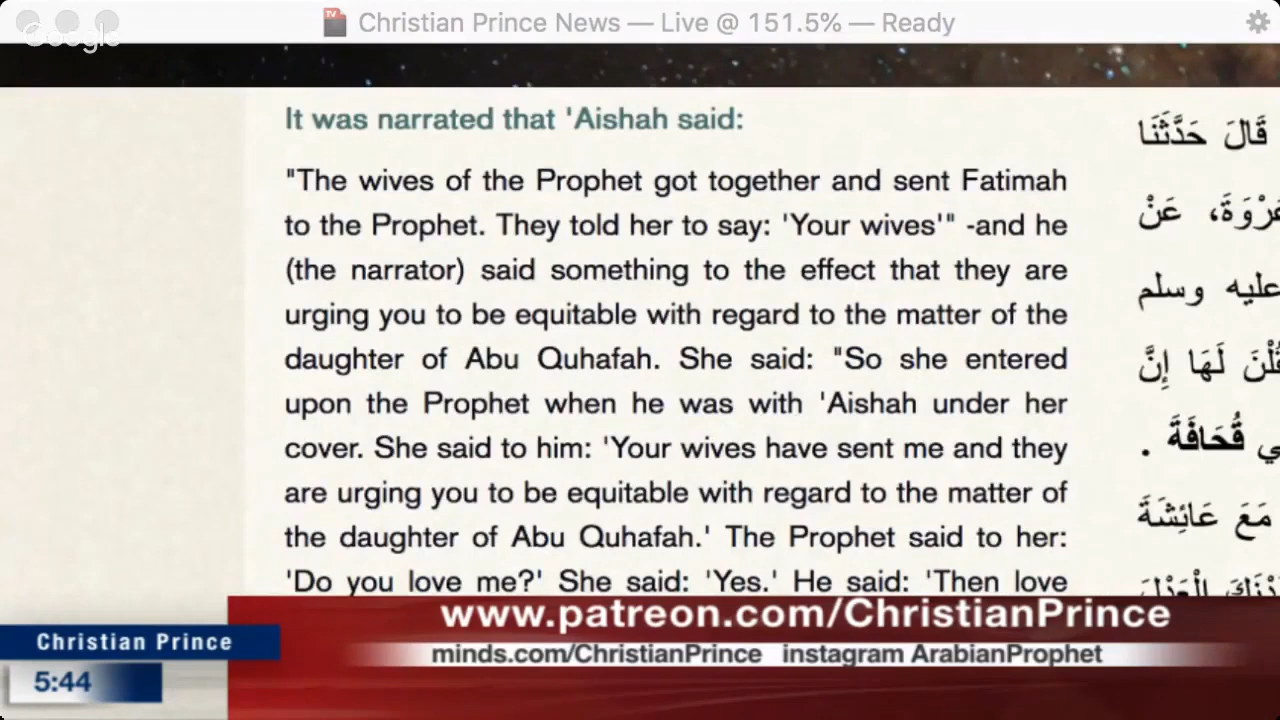 Christian Prince News — Live @ 151.5% — Ready
Google
It was narrated that 'Aishah said:
"The wives of the Prophet got together and sent Fatimah
to the Prophet. They told her to say: 'Your wives'" -and he
(the narrator) said something to the effect that they are
urging you to be equitable with regard to the matter of the
daughter of Abu Quhafah. She said: "So she entered
upon the Prophet when he was with 'Aishah under her
cover. She said to him: 'Your wives have sent me and they
are urging you to be equitable with regard to the matter of
the daughter of Abu Quhafah.' The Prophet said to her:
'Do you love me?' She said: 'Yes.' He said: 'Then love
قَالَ حَدَّثَنَا
عُرْوَةَ، عَنْ
عليه وسلم
قُلْنَ لَهَا إِنَّ
قُحَافَةَ .
مَعَ عَائِشَةَ
الْعَدْلَ
www.patreon.com/ChristianPrince
minds.com/ChristianPrince instagram ArabianProphet
Christian Prince
5:44